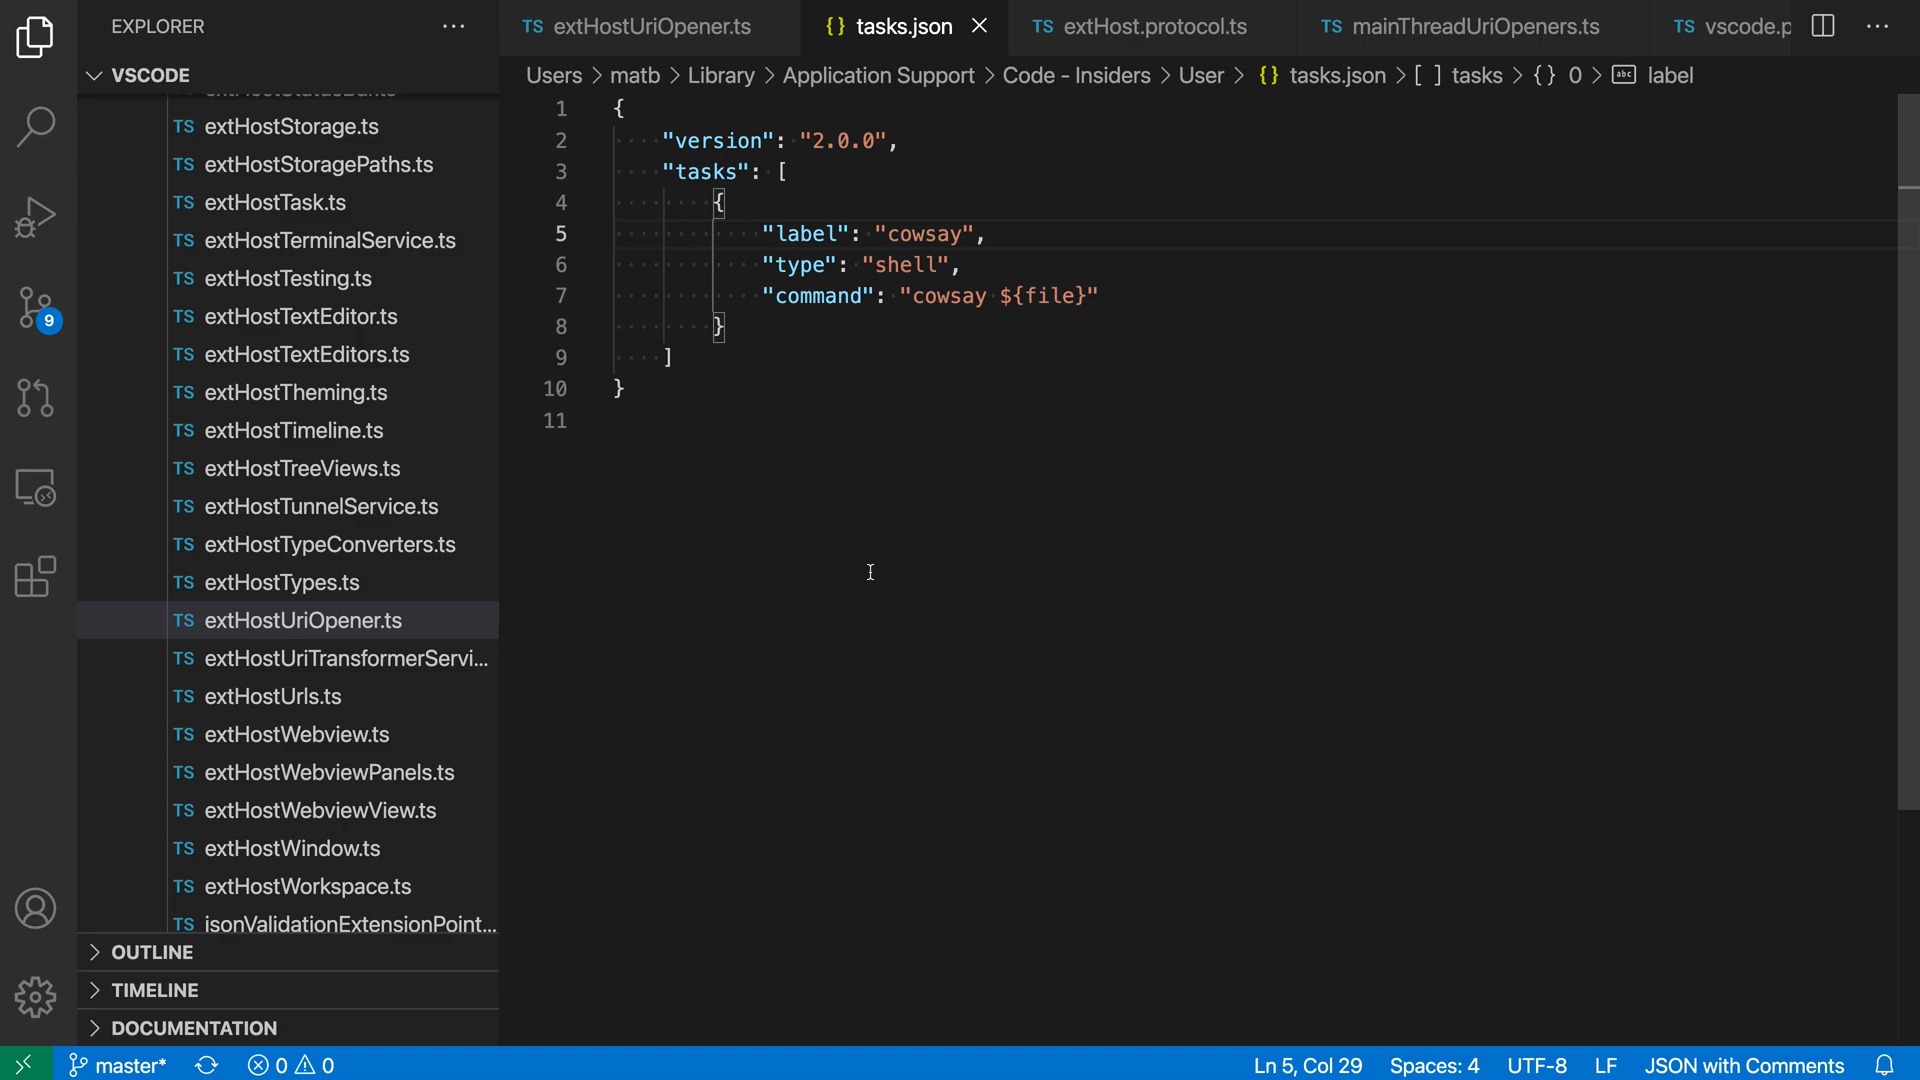 EXPLORER
VSCODE
TS extHostStorage.ts
TS extHostStoragePaths.ts
TS extHostTask.ts
TS extHostTerminalService.ts
TS extHostTesting.ts
TS extHostTextEditor.ts
TS extHostTextEditors.ts
TS extHostTheming.ts
TS extHostTimeline.ts
TS extHostTreeViews.ts
TS extHostTunnelService.ts
TS extHostTypeConverters.ts
TS extHostTypes.ts
TS extHostUriOpener.ts
TS extHostUriTransformerServi...
TS extHostUrls.ts
TS extHostWebview.ts
TS extHostWebviewPanels.ts
TS extHostWebviewView.ts
TS extHostWindow.ts
TS extHostWorkspace.ts
TS jsonValidationExtensionPoint...
OUTLINE
TIMELINE
DOCUMENTATION
9
TS extHostUriOpener.ts {} tasks.json TS extHost.protocol.ts TS mainThreadUriOpeners.ts TS vscode.p
Users > matb > Library > Application Support > Code - Insiders > User > {} tasks.json > [ ] tasks > {} 0 > abc label
1 {
2 "version": "2.0.0",
3 "tasks": [
4 {
5 "label": "cowsay",
6 "type": "shell",
7 "command": "cowsay ${file}"
8 }
9 ]
10 }
11
master* 0 0 Ln 5, Col 29 Spaces: 4 UTF-8 LF JSON with Comments